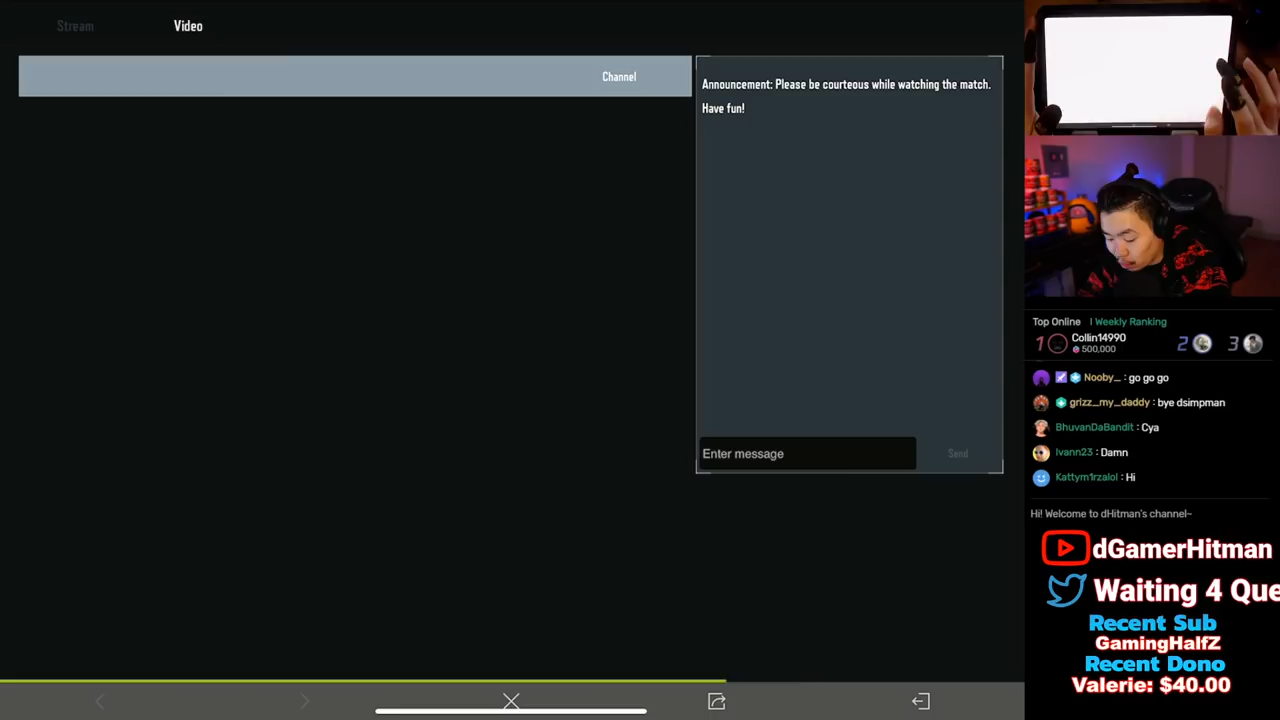 Stream
Video
Channel
Announcement: Please be courteous while watching the match.
Have fun!
Enter message
Send
Top Online | Weekly Ranking
1 Collin14990 500,000 2 3
Nooby_ : go go go
grizz_my_daddy : bye dsimpman
BhuvanDaBandit : Cya
Ivann23 : Damn
Kattym1rzalol : Hi
Hi! Welcome to dHitman's channel~
dGamerHitman
Waiting 4 Que
Recent Sub
GamingHalfZ
Recent Dono
Valerie: $40.00